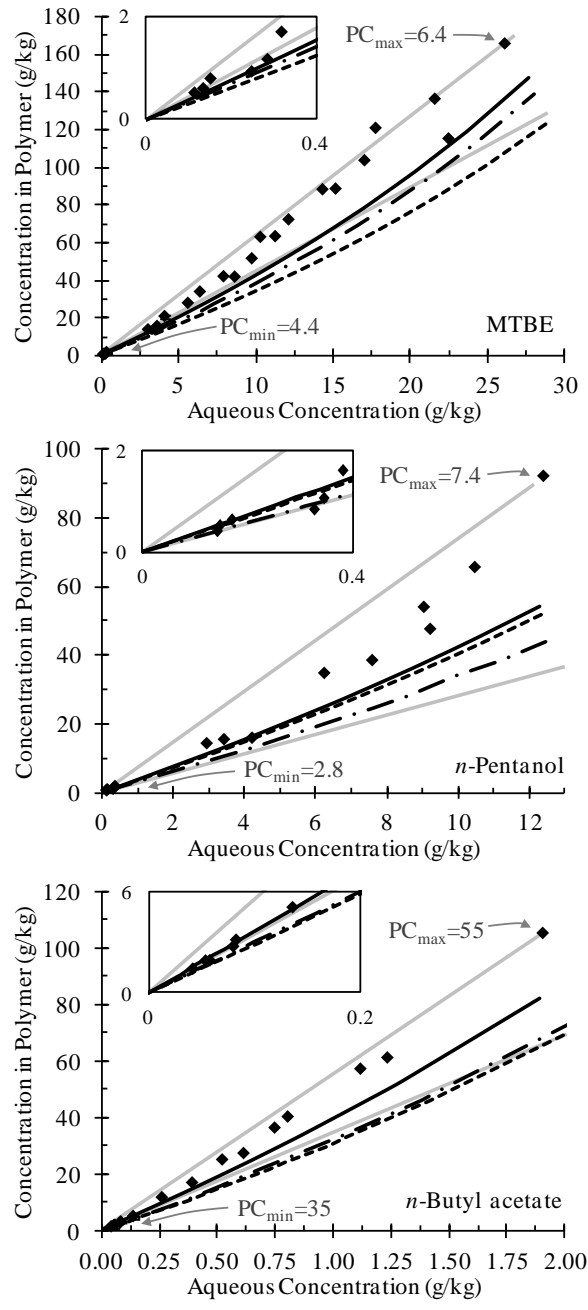 Concentration in Polymer (g/kg)
180
160
140
120
100
80
60
40
20
0
2
0
0
0.4
PCmax=6.4
PCmin=4.4
MTBE
0 5 10 15 20 25 30
Aqueous Concentration (g/kg)
Concentration in Polymer (g/kg)
100
80
60
40
20
0
2
0
0
0.4
PCmax=7.4
PCmin=2.8
n-Pentanol
0 2 4 6 8 10 12
Aqueous Concentration (g/kg)
Concentration in Polymer (g/kg)
120
100
80
60
40
20
0
6
0
0
0.2
PCmax=55
PCmin=35
n-Butyl acetate
0.00 0.25 0.50 0.75 1.00 1.25 1.50 1.75 2.00
Aqueous Concentration (g/kg)